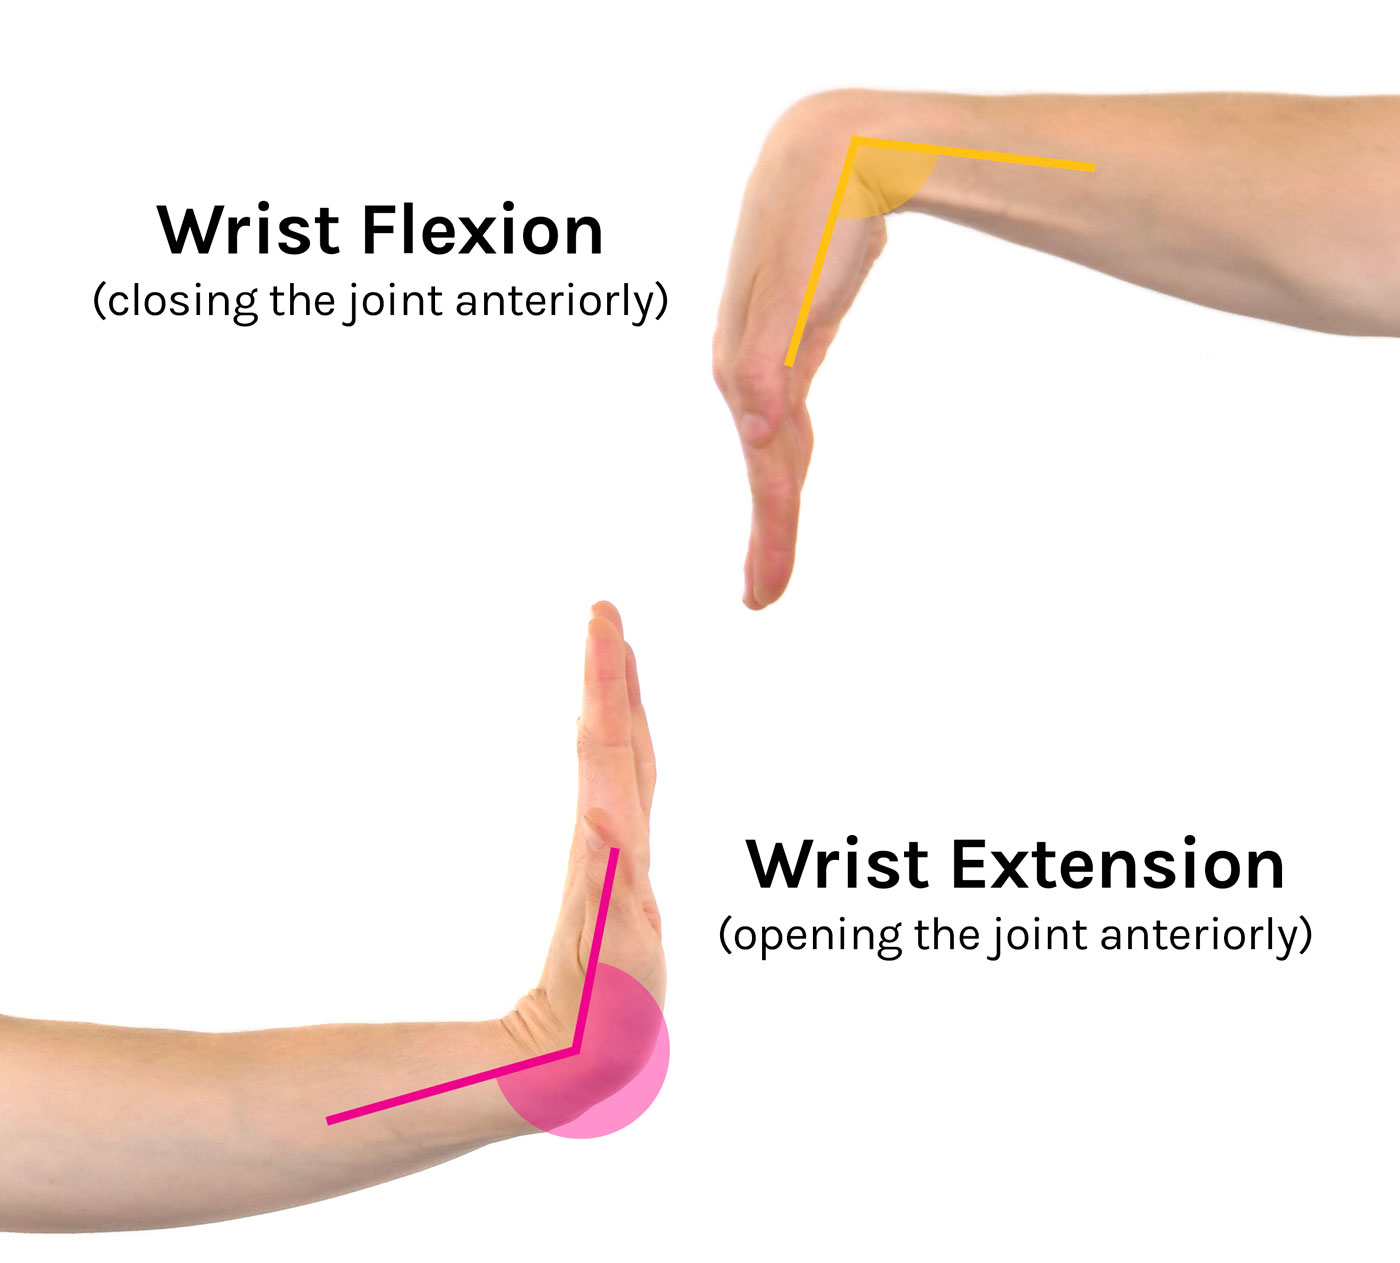 Wrist Flexion
(closing the joint anteriorly)
Wrist Extension
(opening the joint anteriorly)